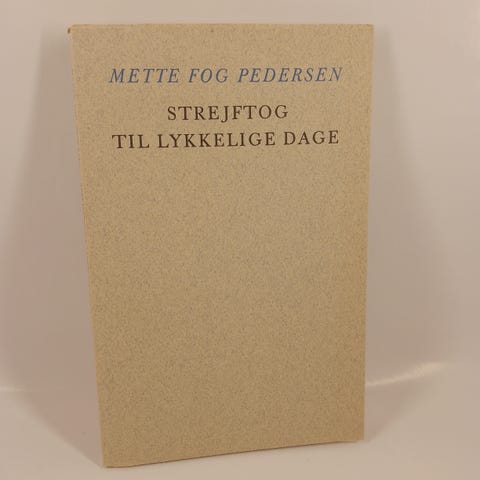 METTE FOG PEDERSEN
STREJFTOG
TIL LYKKELIGE DAGE